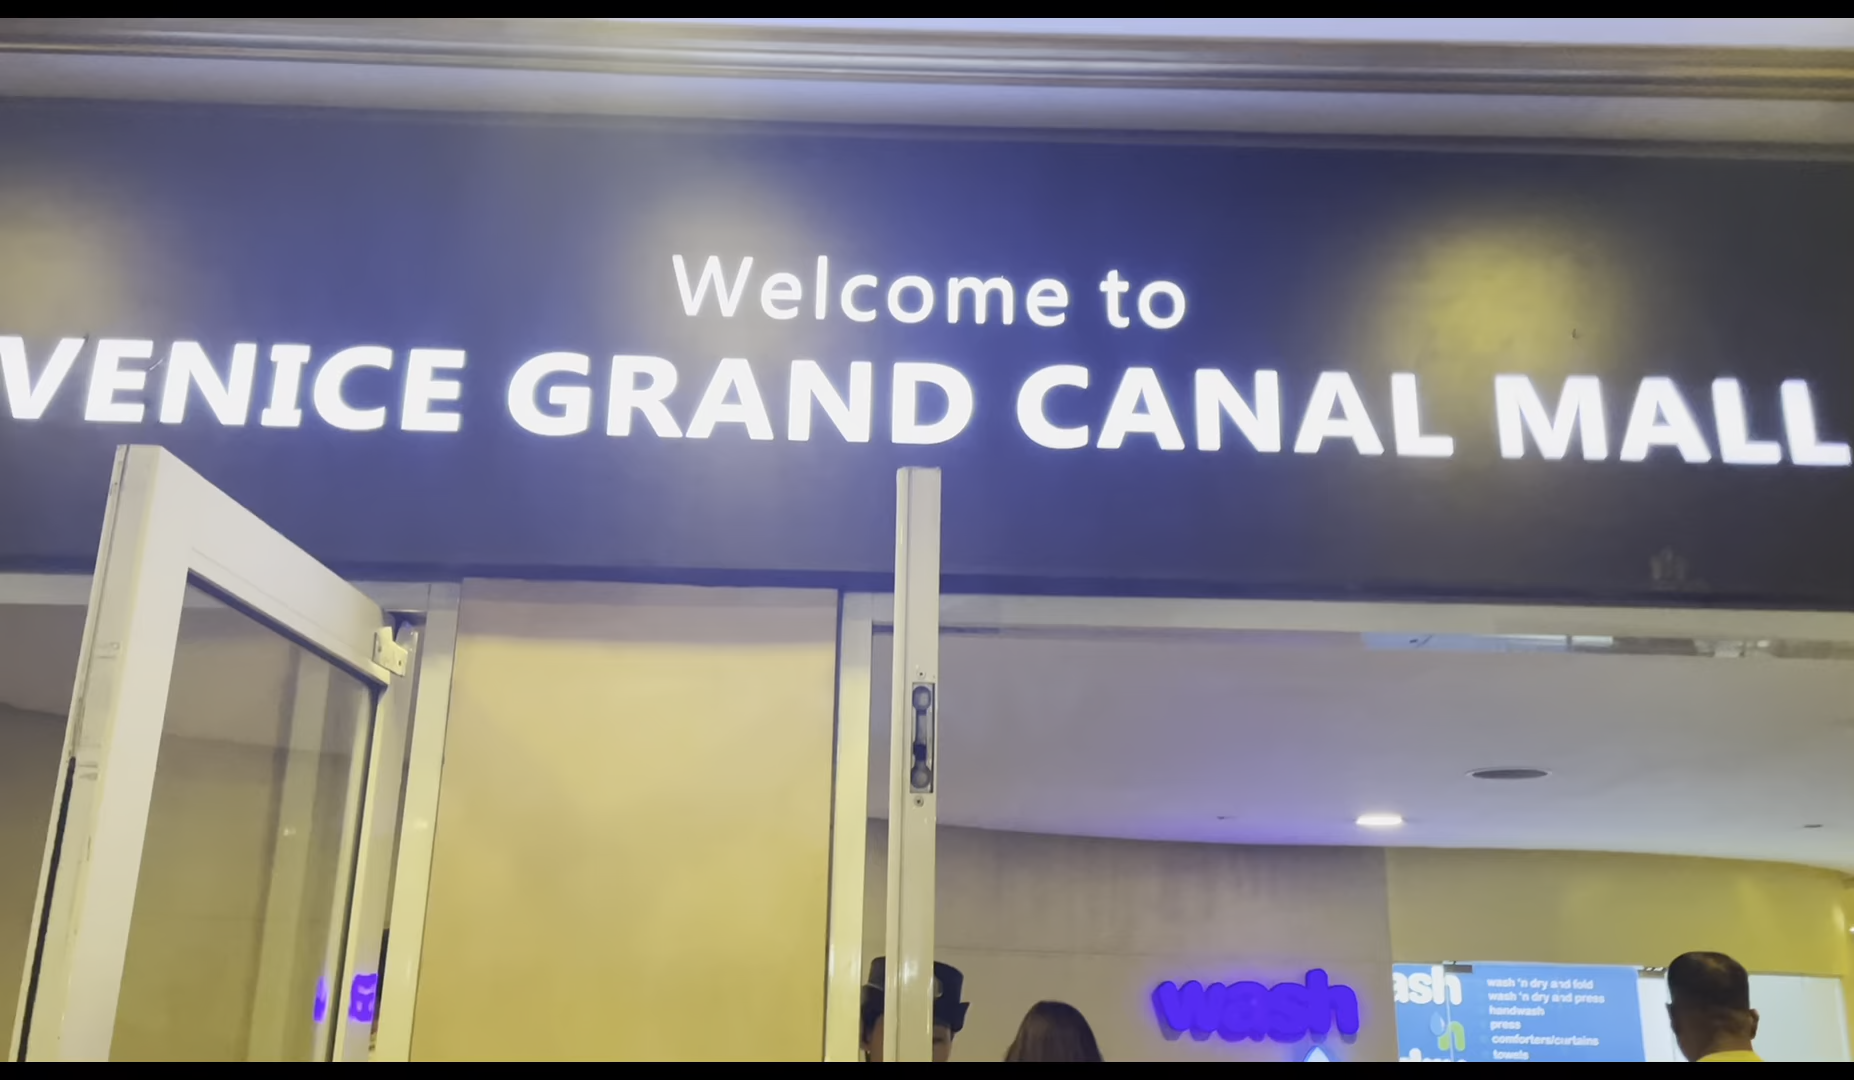 Welcome to
VENICE GRAND CANAL MALL
wash
ash
wash 'n dry and fold
wash 'n dry and press
handwash
press
comforters/curtains
towels